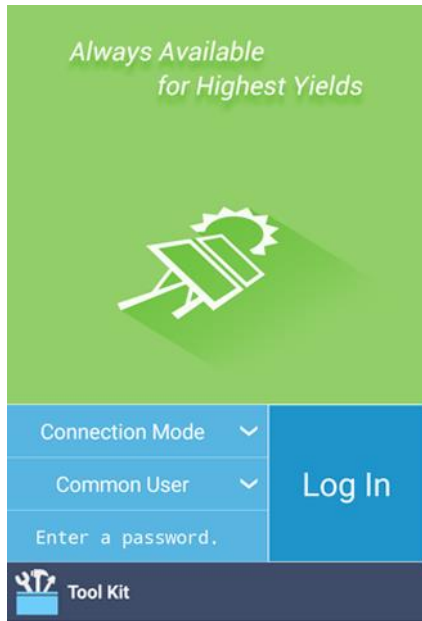 Always Available
for Highest Yields
Connection Mode
Common User
Log In
Enter a password.
Tool Kit